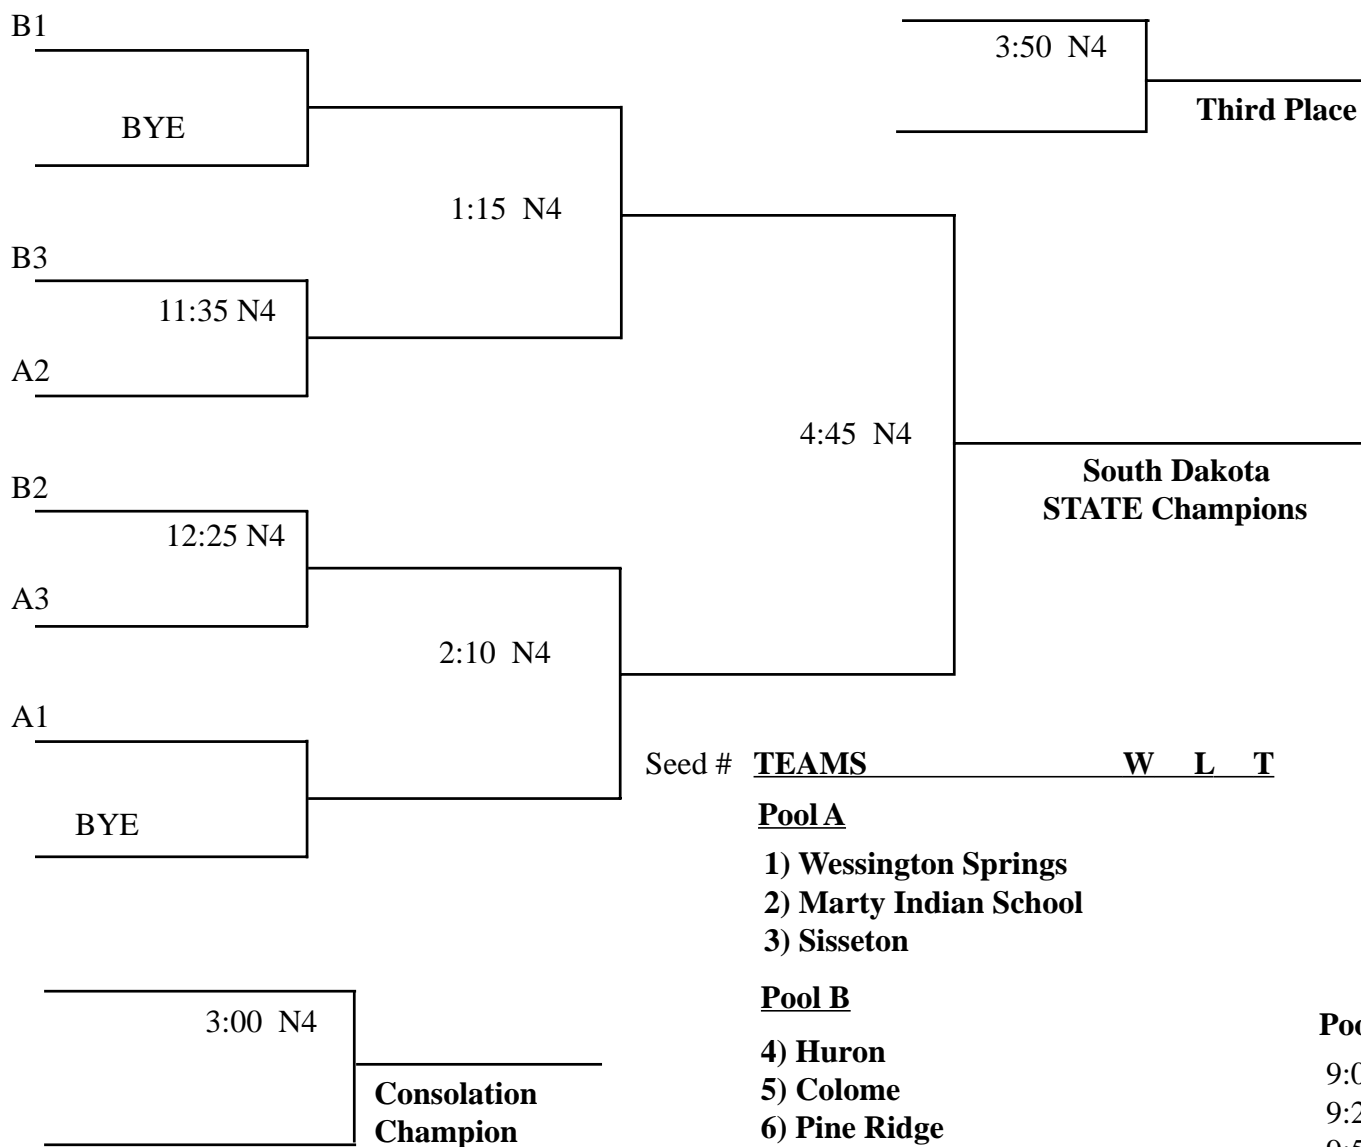 B1
BYE
1:15 N4
B3
11:35 N4
A2
4:45 N4
B2
12:25 N4
A3
2:10 N4
A1
BYE
3:50 N4
Third Place
South Dakota
STATE Champions
Seed # TEAMS W L T
Pool A
1) Wessington Springs
2) Marty Indian School
3) Sisseton
Pool B
4) Huron
5) Colome
6) Pine Ridge
3:00 N4
Consolation
Champion